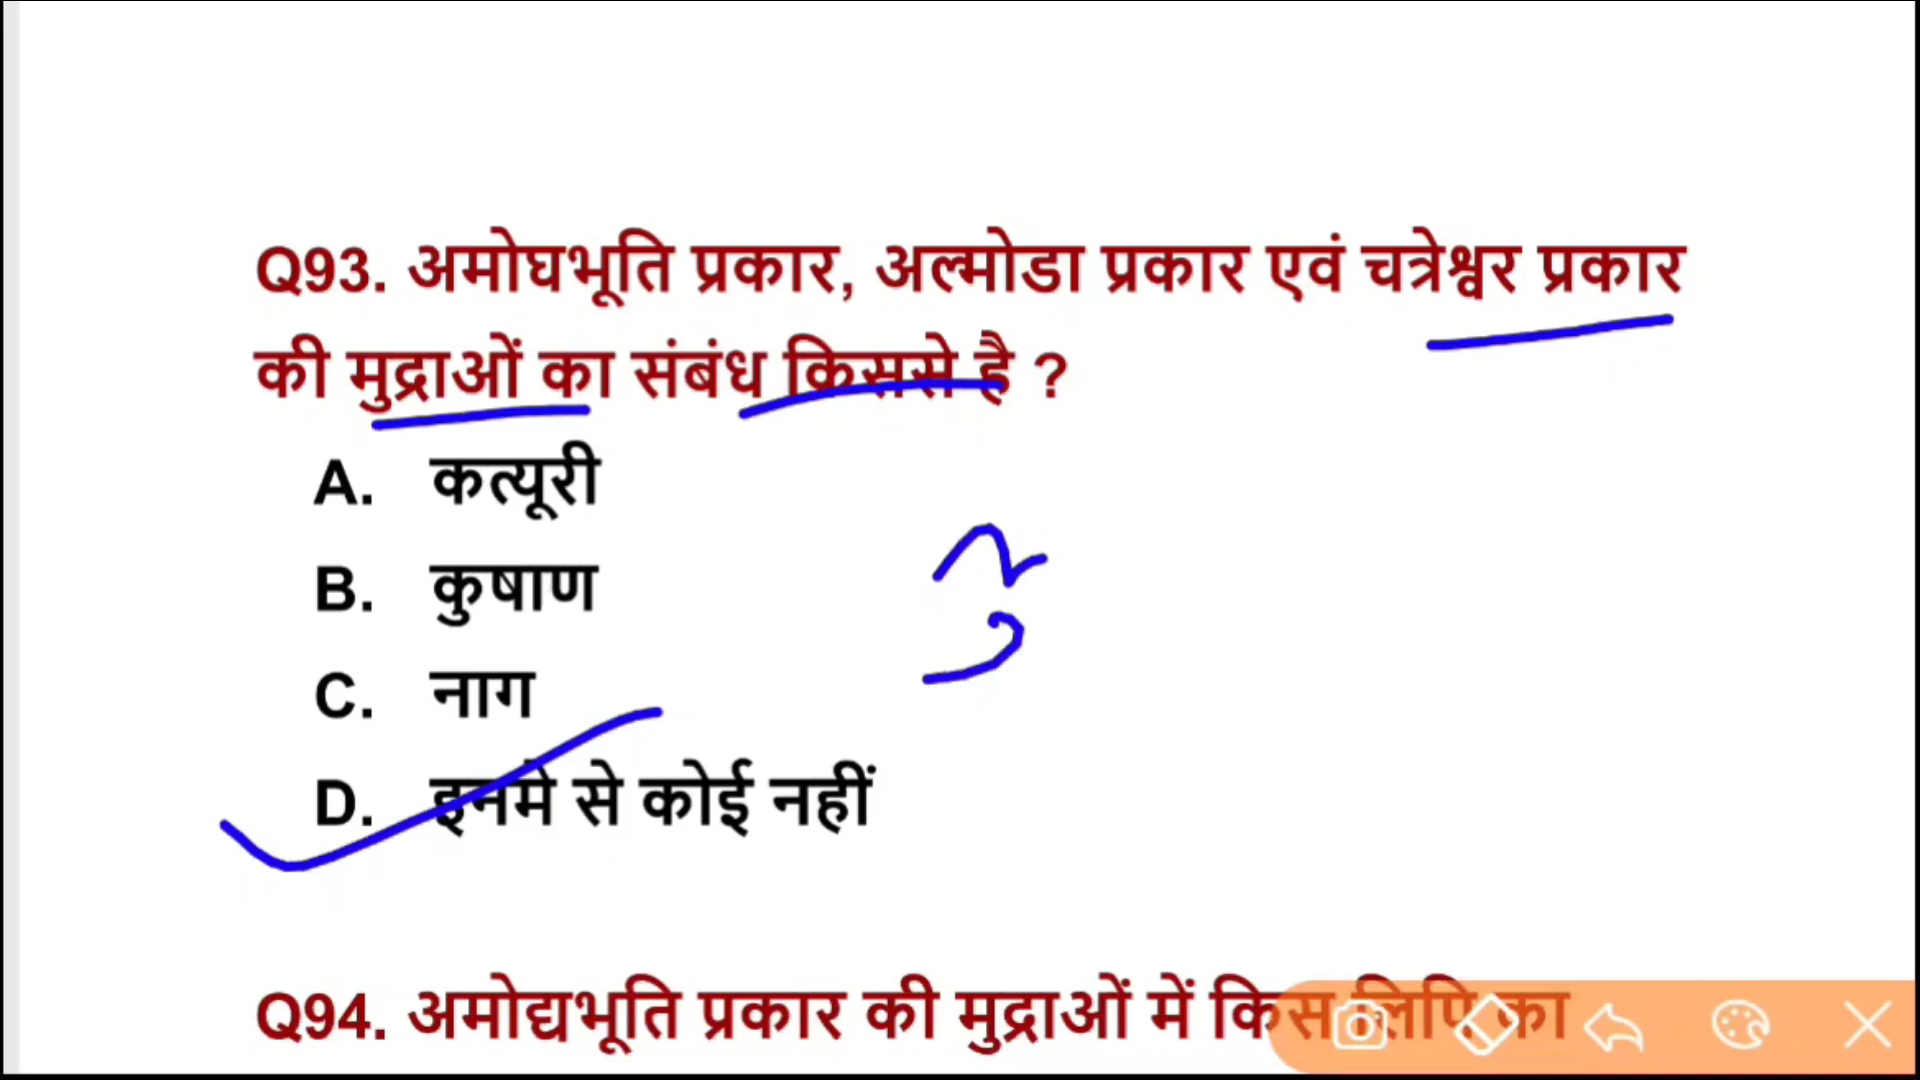 Q93. अमोघभूति प्रकार, अल्मोडा प्रकार एवं चत्रेश्वर प्रकार
की मुद्राओं का संबंध किससे है ?
A. कत्यूरी
B. कुषाण
C. नाग
D. इनमे से कोई नहीं
Q94. अमोद्यभूति प्रकार की मुद्राओं में किस लिपि का